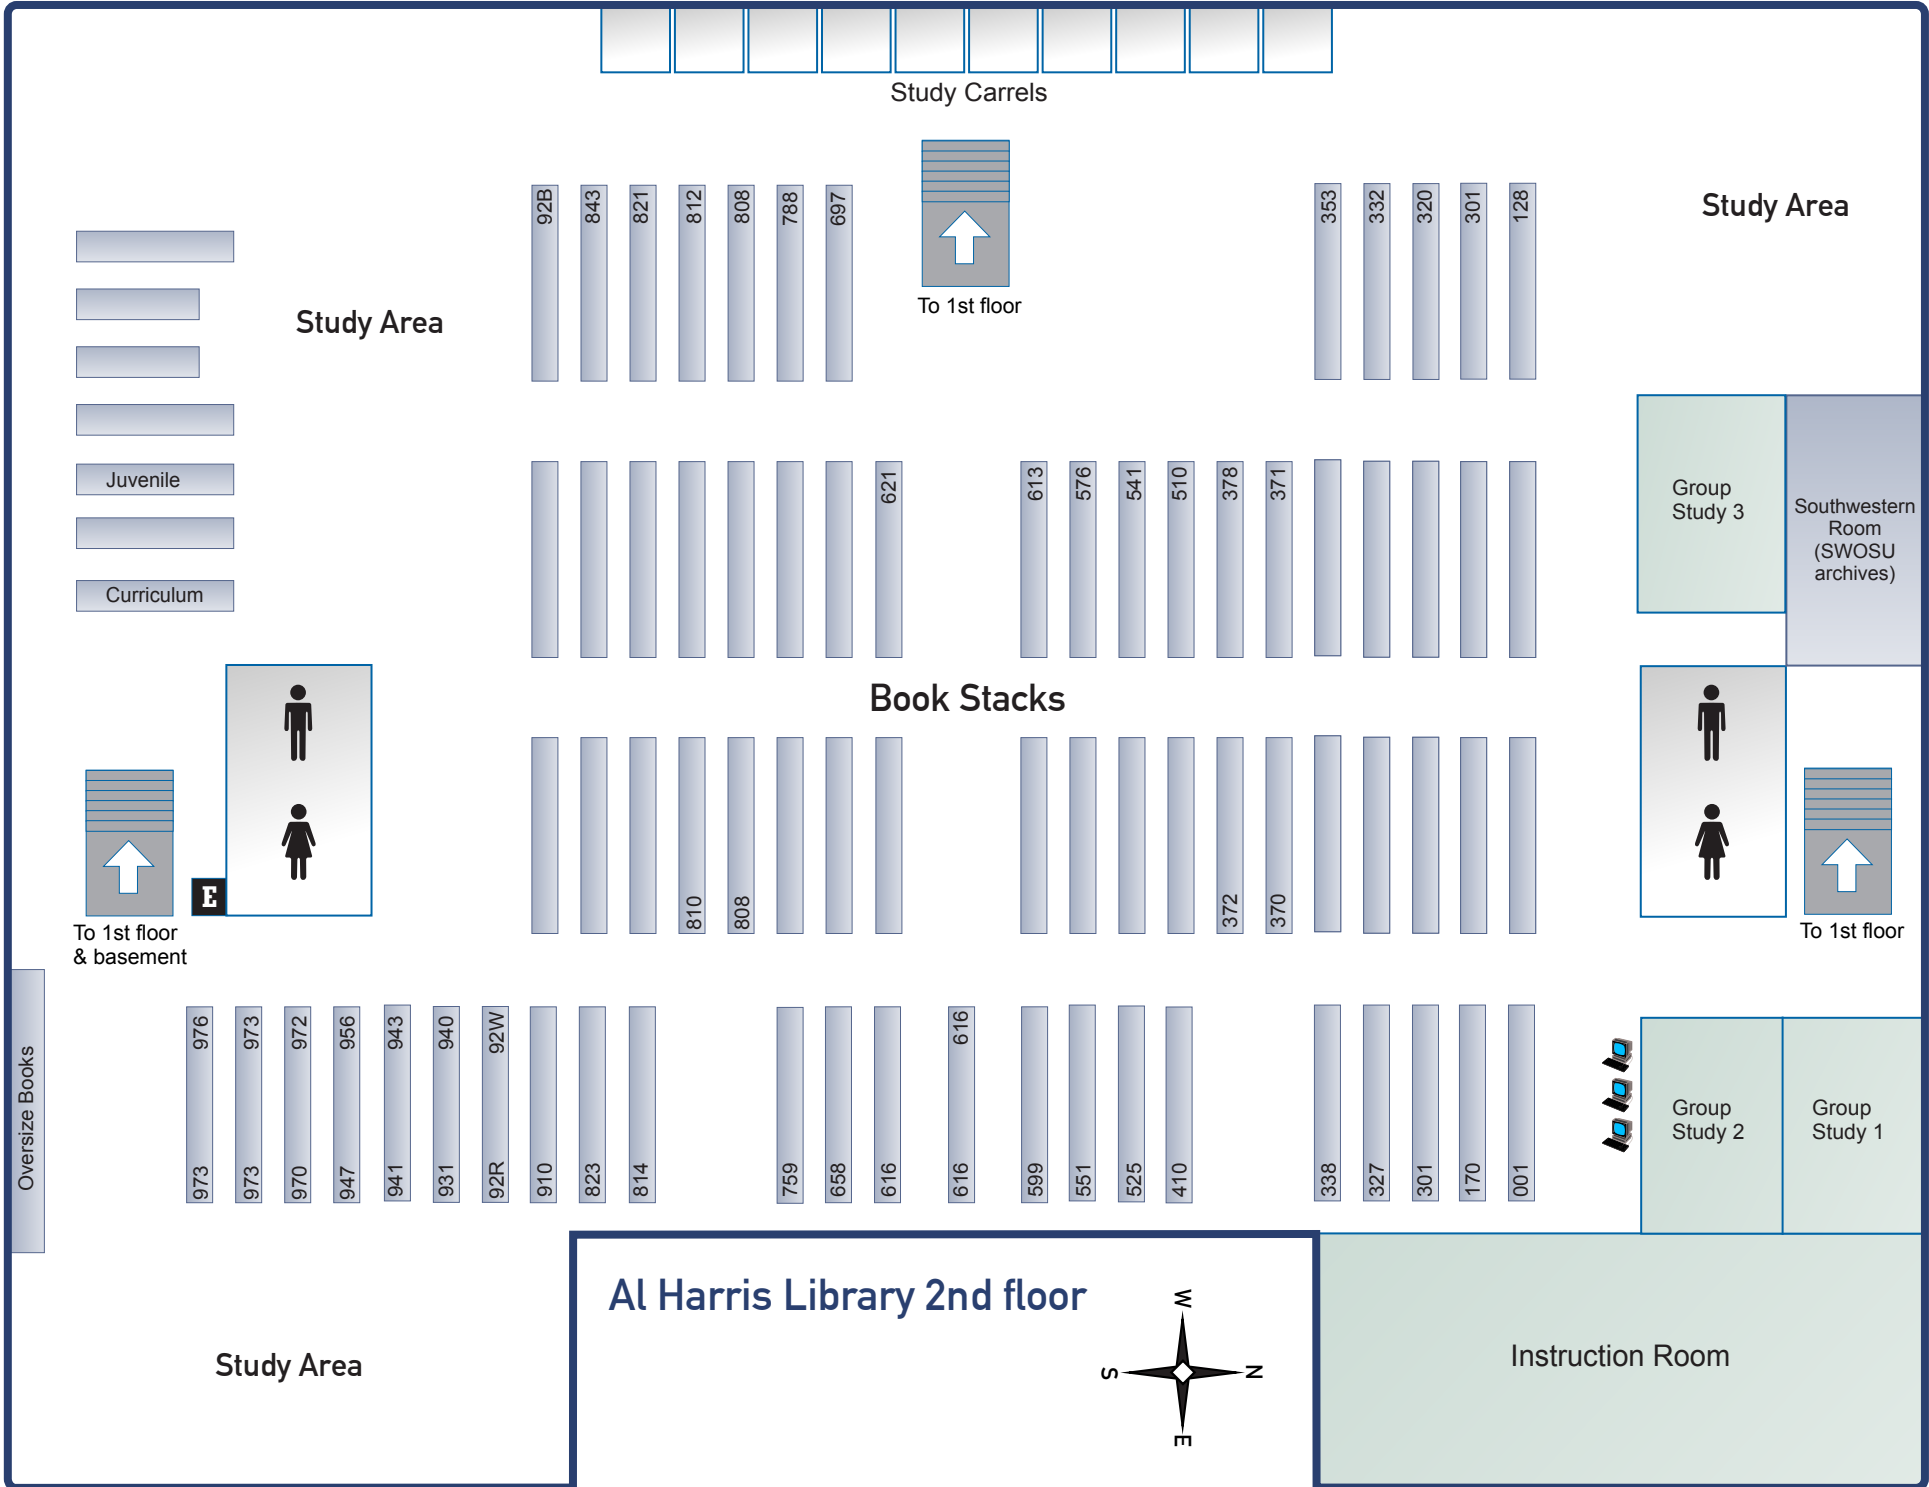 Study Carrels
92B
843
821
812
808
788
697
353
332
320
301
128
Study Area
To 1st floor
Study Area
Juvenile
Curriculum
621
613
576
541
510
378
371
Group
Study 3
Southwestern
Room
(SWOSU
archives)
Book Stacks
810
808
372
370
E
To 1st floor
& basement
To 1st floor
Oversize Books
976
973
972
956
943
940
92W
616
973
973
970
947
941
931
92R
910
823
814
759
658
616
616
599
551
525
410
338
327
301
170
001
Group
Study 2
Group
Study 1
Al Harris Library 2nd floor
W
S
N
E
Study Area
Instruction Room